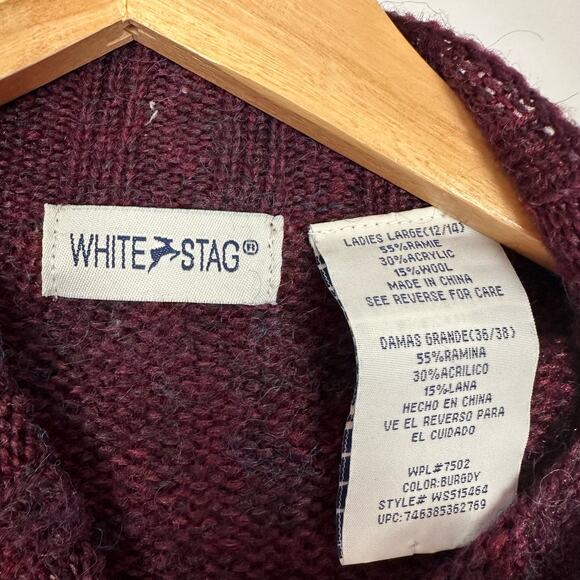 WHITE STAG®
LADIES LARGE(12/14)
55%RAMIE
30%ACRYLIC
15%WOOL
MADE IN CHINA
SEE REVERSE FOR CARE
DAMAS GRANDE(36/38)
55%RAMINA
30%ACRILICO
15%LANA
HECHO EN CHINA
VE EL REVERSO PARA
EL CUIDADO
WPL#7502
COLOR:BURGDY
STYLE# WS515464
UPC:746385362769